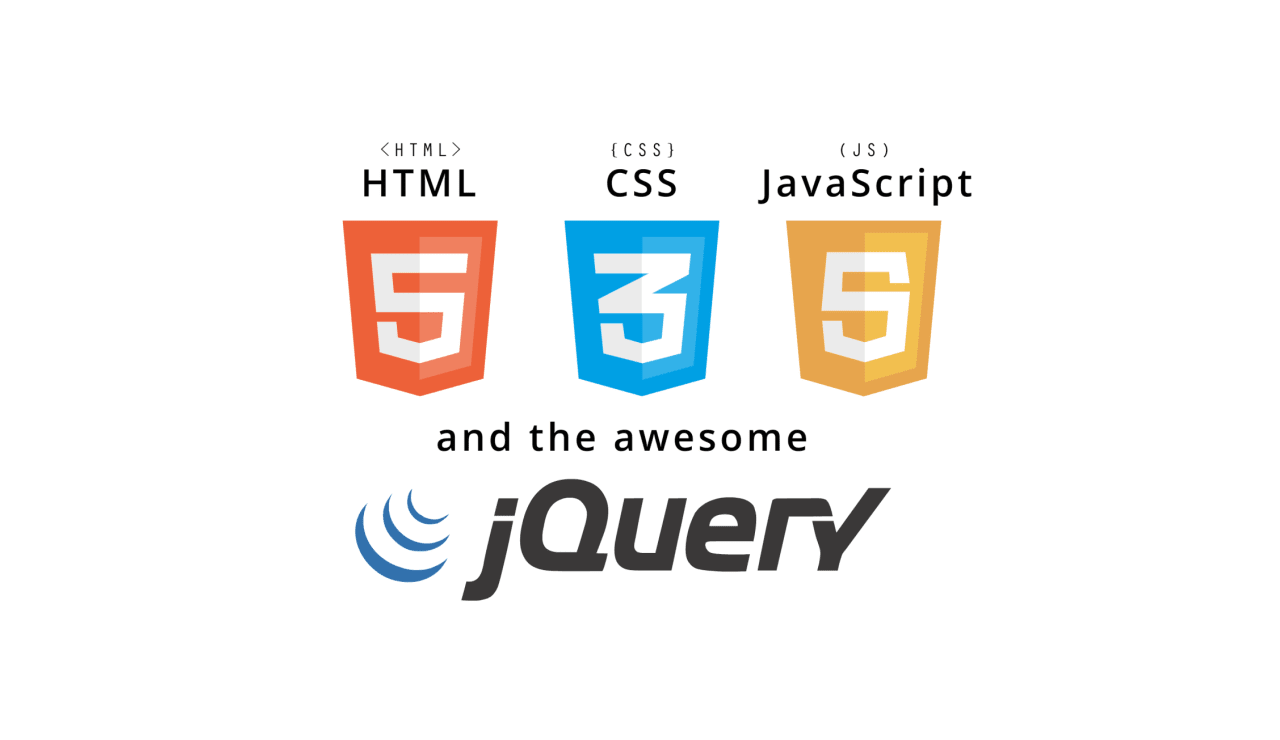 <HTML> {CSS} (JS)
HTML CSS JavaScript
5 3 5
and the awesome
jQuery